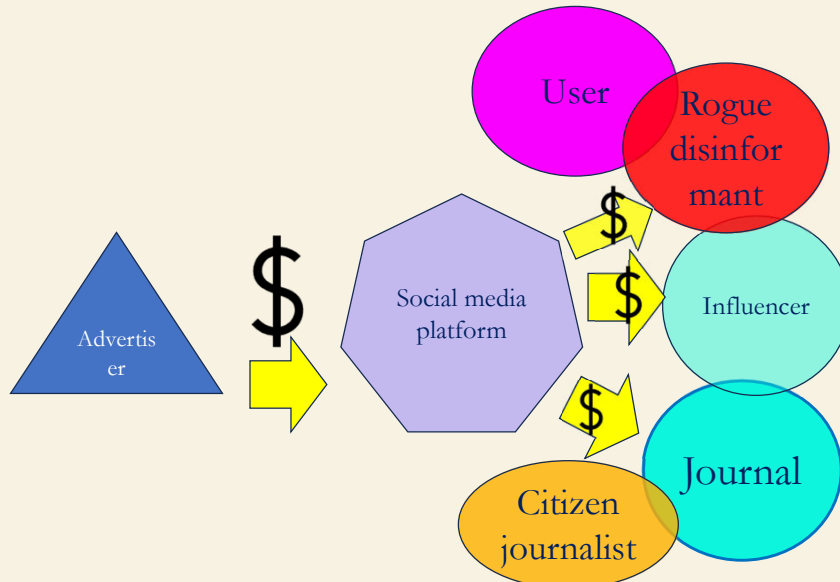 User
Rogue
disinfor
mant
$
$
Social media
platform
$
Influencer
Advertis
er
$
Journal
Citizen
journalist